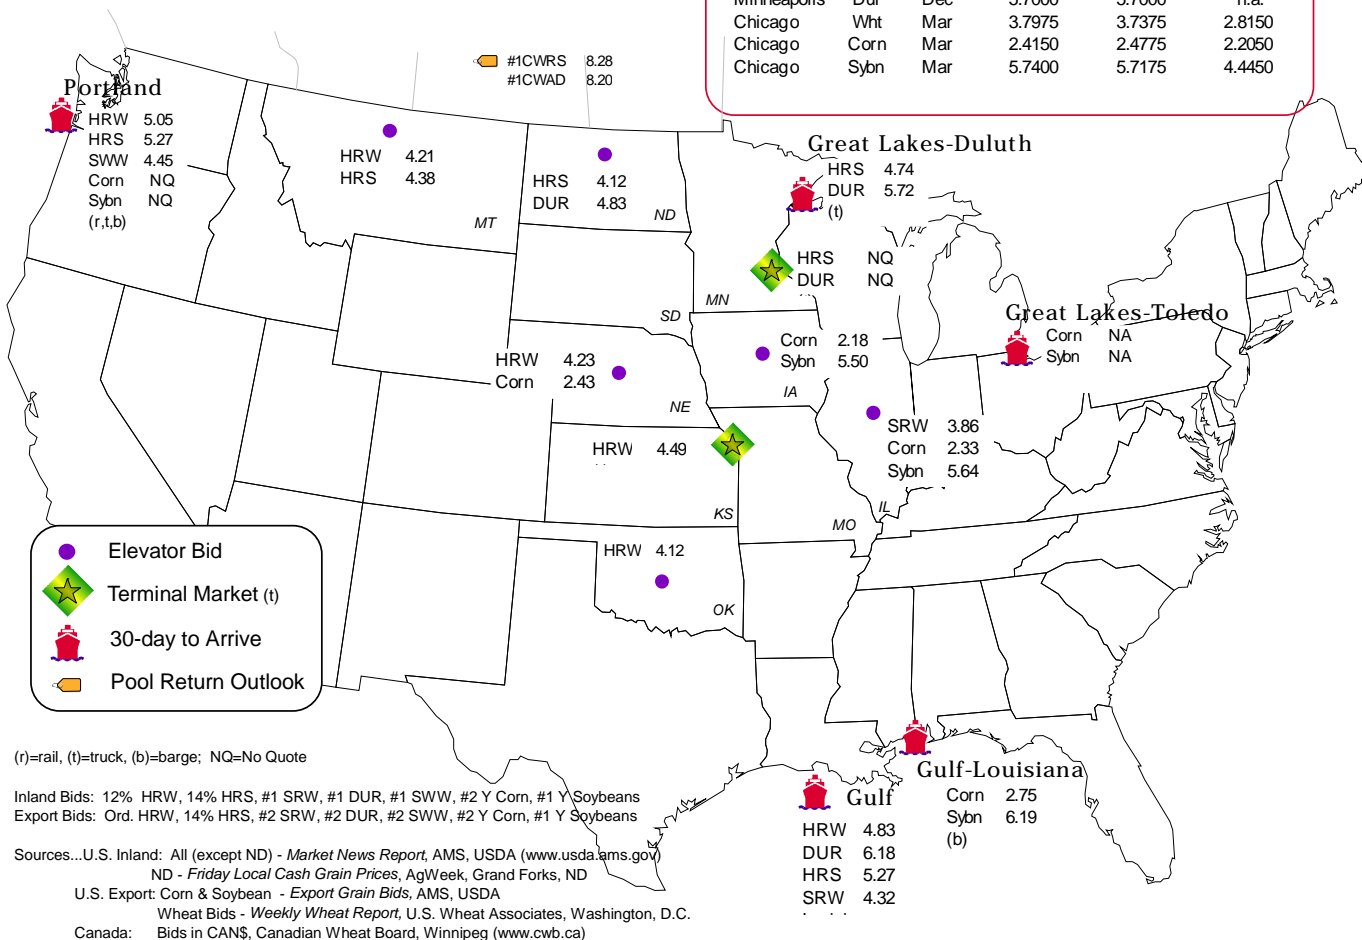 Minneapolis Dur Dec 3.7000 3.7000 n.a.
Chicago Wht Mar 3.7975 3.7375 2.8150
Chicago Corn Mar 2.4150 2.4775 2.2050
Chicago Sybn Mar 5.7400 5.7175 4.4450
#1CWRS 8.28
#1CWAD 8.20
Portland
HRW 5.05
HRS 5.27
SWW 4.45
Corn NQ
Sybn NQ
(r,t,b)
HRW 4.21
HRS 4.38
MT
HRS 4.12
DUR 4.83
ND
Great Lakes-Duluth
HRS 4.74
DUR 5.72
(t)
HRS NQ
DUR NQ
MN
SD
Great Lakes-Toledo
Corn NA
Sybn NA
Corn 2.18
Sybn 5.50
IA
HRW 4.23
Corn 2.43
NE
SRW 3.86
Corn 2.33
Sybn 5.64
IL
HRW 4.49
KS
MO
HRW 4.12
OK
Elevator Bid
Terminal Market (t)
30-day to Arrive
Pool Return Outlook
Gulf-Louisiana
Corn 2.75
Sybn 6.19
(b)
Gulf
HRW 4.83
DUR 6.18
HRS 5.27
SRW 4.32
(r)=rail, (t)=truck, (b)=barge; NQ=No Quote
Inland Bids: 12% HRW, 14% HRS, #1 SRW, #1 DUR, #1 SWW, #2 Y Corn, #1 Y Soybeans
Export Bids: Ord. HRW, 14% HRS, #2 SRW, #2 DUR, #2 SWW, #2 Y Corn, #1 Y Soybeans
Sources...U.S. Inland: All (except ND) - Market News Report, AMS, USDA (www.usda.ams.gov)
ND - Friday Local Cash Grain Prices, AgWeek, Grand Forks, ND
U.S. Export: Corn & Soybean - Export Grain Bids, AMS, USDA
Wheat Bids - Weekly Wheat Report, U.S. Wheat Associates, Washington, D.C.
Canada: Bids in CAN$, Canadian Wheat Board, Winnipeg (www.cwb.ca)